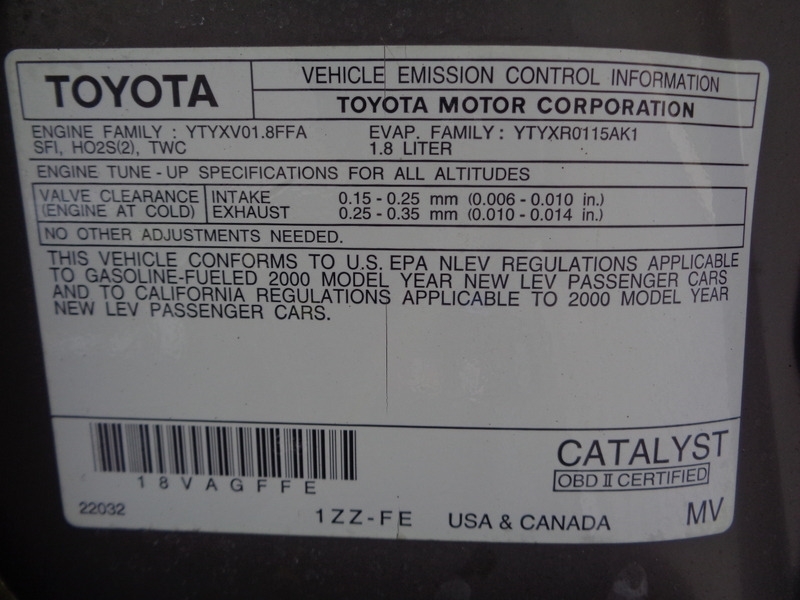 TOYOTA
VEHICLE EMISSION CONTROL INFORMATION
TOYOTA MOTOR CORPORATION
ENGINE FAMILY : YTYXV01.8FFA EVAP. FAMILY: YTYXR0115AK1
SFI, HO2S(2), TWC 1.8 LITER
ENGINE TUNE - UP SPECIFICATIONS FOR ALL ALTITUDES
VALVE CLEARANCE INTAKE 0.15 - 0.25 mm (0.006 - 0.010 in.)
(ENGINE AT COLD) EXHAUST 0.25 - 0.35 mm (0.010 - 0.014 in.)
NO OTHER ADJUSTMENTS NEEDED.
THIS VEHICLE CONFORMS TO U.S. EPA NLEV REGULATIONS APPLICABLE
TO GASOLINE-FUELED 2000 MODEL YEAR NEW LEV PASSENGER CARS
AND TO CALIFORNIA REGULATIONS APPLICABLE TO 2000 MODEL YEAR
NEW LEV PASSENGER CARS.
18VAGFFE
CATALYST
OBD II CERTIFIED
22032 1ZZ-FE USA & CANADA MV